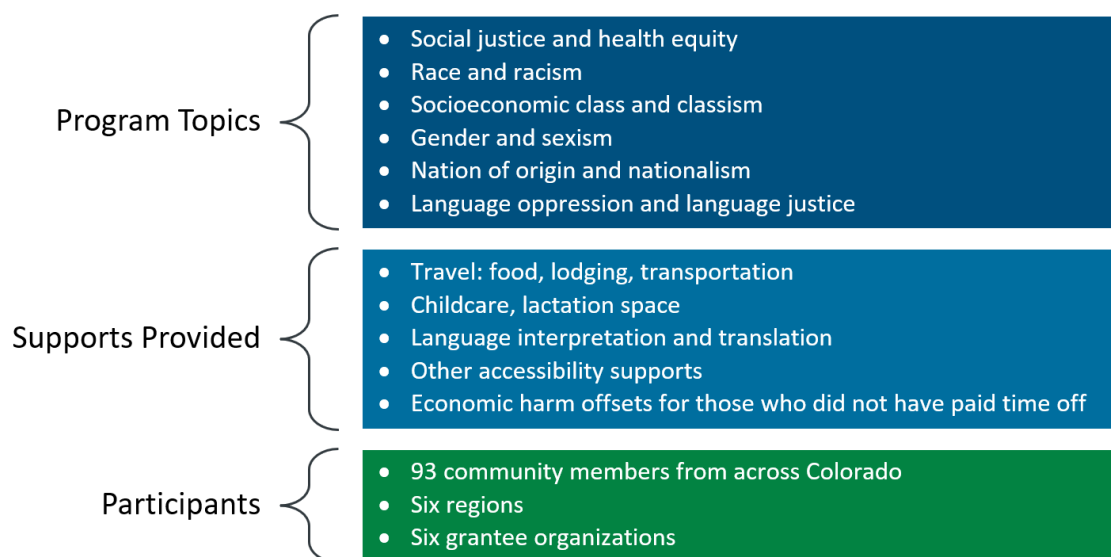 Program Topics
• Social justice and health equity
• Race and racism
• Socioeconomic class and classism
• Gender and sexism
• Nation of origin and nationalism
• Language oppression and language justice
Supports Provided
• Travel: food, lodging, transportation
• Childcare, lactation space
• Language interpretation and translation
• Other accessibility supports
• Economic harm offsets for those who did not have paid time off
Participants
• 93 community members from across Colorado
• Six regions
• Six grantee organizations